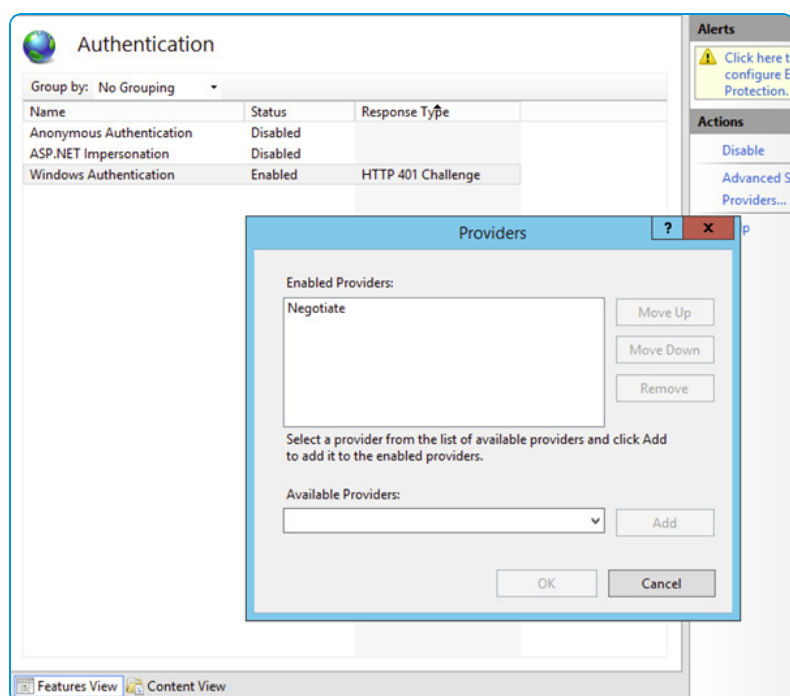 Authentication
Group by: No Grouping
Name Status Response Type
Anonymous Authentication Disabled
ASP.NET Impersonation Disabled
Windows Authentication Enabled HTTP 401 Challenge
Providers
? x
Enabled Providers:
Negotiate
Move Up
Move Down
Remove
Select a provider from the list of available providers and click Add
to add it to the enabled providers.
Available Providers:
Add
OK Cancel
Features View Content View
Alerts
Click here t
configure E
Protection.
Actions
Disable
Advanced S
Providers...
p